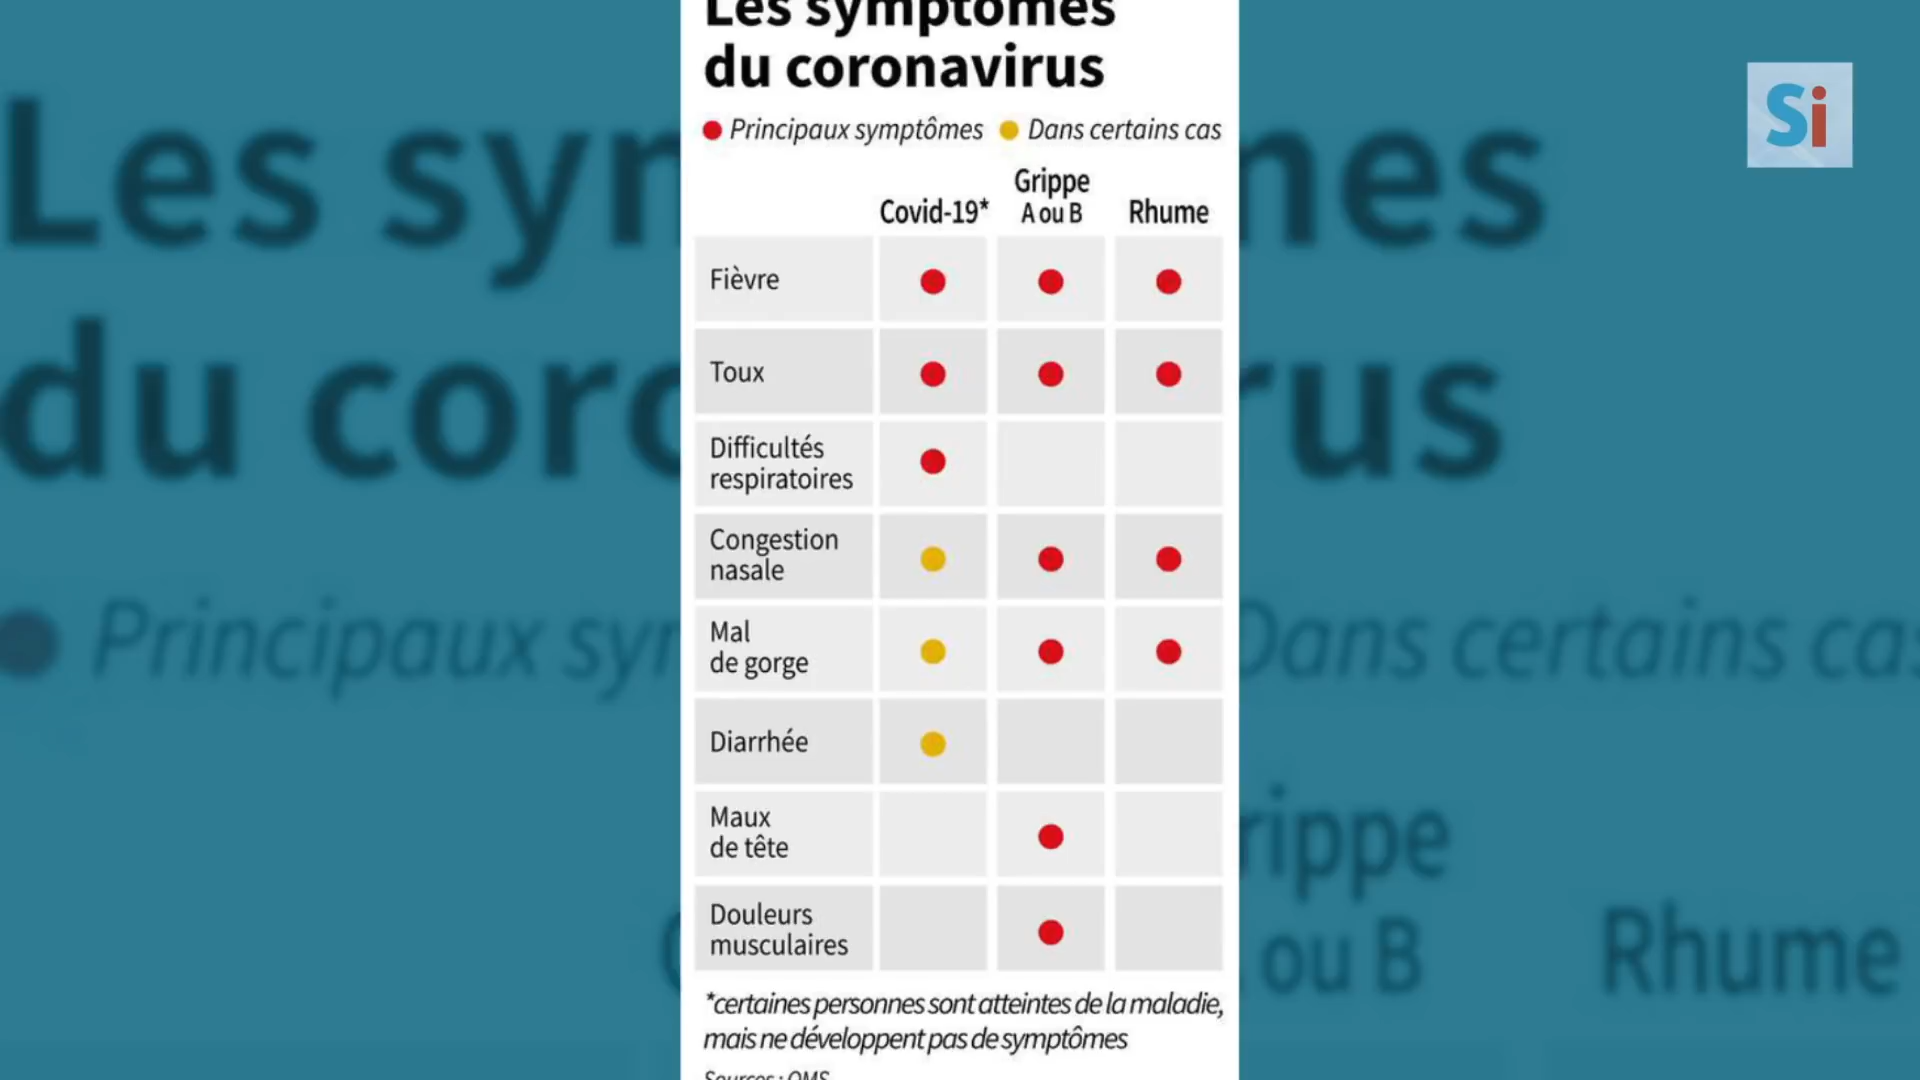 Les symptômes
du coronavirus
Principaux symptômes Dans certains cas
Covid-19* Grippe A ou B Rhume
Fièvre
Toux
Difficultés
respiratoires
Congestion
nasale
Mal
de gorge
Diarrhée
Maux
de tête
Douleurs
musculaires
*certaines personnes sont atteintes de la maladie,
mais ne développent pas de symptômes
Sources : OMS
Si